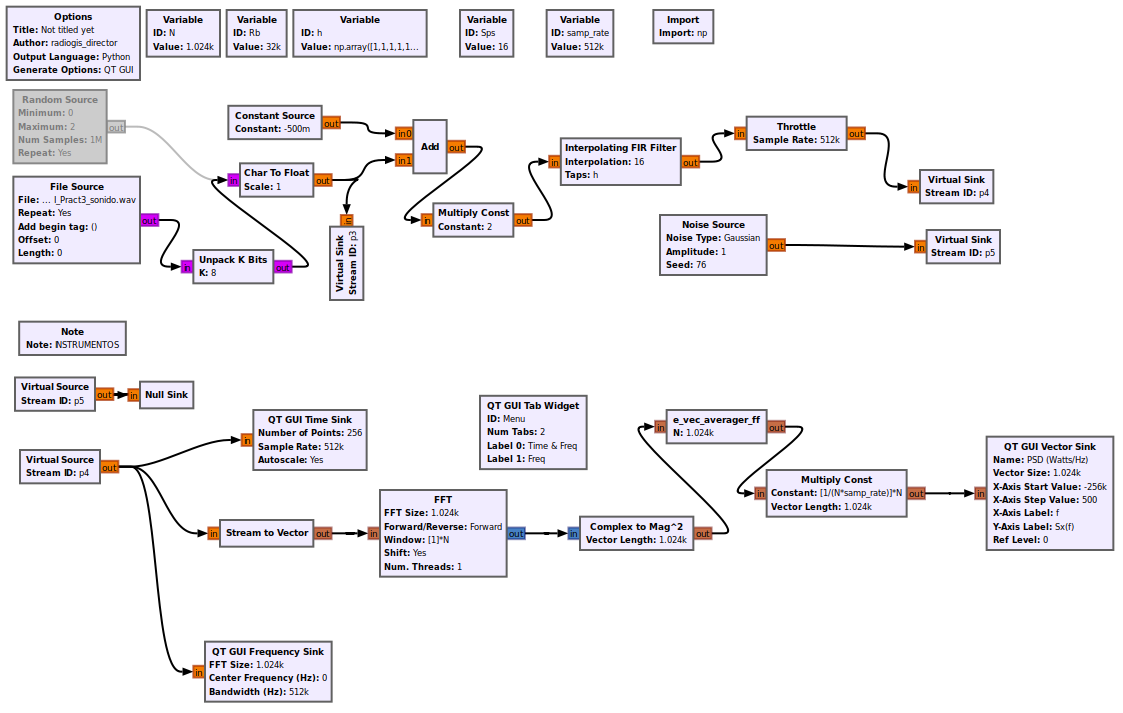 Options
Title: Not titled yet
Author: radiogis_director
Output Language: Python
Generate Options: QT GUI
Variable
ID: N
Value: 1.024k
Variable
ID: Rb
Value: 32k
Variable
ID: h
Value: np.array([1,1,1,1,1...
Variable
ID: Sps
Value: 16
Variable
ID: samp_rate
Value: 512k
Import
Import: np
Random Source
Minimum: 0
Maximum: 2
Num Samples: 1M
Repeat: Yes
out
File Source
File: ... l_Pract3_sonido.wav
Repeat: Yes
Add begin tag: ()
Offset: 0
Length: 0
out
in
Unpack K Bits
K: 8
out
in
Char To Float
Scale: 1
out
Constant Source
Constant: -500m
out
in0
in1
Add
out
in
Virtual Sink
Stream ID: p3
in
Multiply Const
Constant: 2
out
in
Interpolating FIR Filter
Interpolation: 16
Taps: h
out
in
Throttle
Sample Rate: 512k
out
in
Virtual Sink
Stream ID: p4
Noise Source
Noise Type: Gaussian
Amplitude: 1
Seed: 76
out
in
Virtual Sink
Stream ID: p5
Note
Note: INSTRUMENTOS
Virtual Source
Stream ID: p5
out
in
Null Sink
Virtual Source
Stream ID: p4
out
in
QT GUI Time Sink
Number of Points: 256
Sample Rate: 512k
Autoscale: Yes
in
Stream to Vector
out
in
FFT
FFT Size: 1.024k
Forward/Reverse: Forward
Window: [1]*N
Shift: Yes
Num. Threads: 1
out
QT GUI Tab Widget
ID: Menu
Num Tabs: 2
Label 0: Time & Freq
Label 1: Freq
in
Complex to Mag^2
Vector Length: 1.024k
out
in
e_vec_averager_ff
N: 1.024k
out
in
Multiply Const
Constant: [1/(N*samp_rate)]*N
Vector Length: 1.024k
out
in
QT GUI Vector Sink
Name: PSD (Watts/Hz)
Vector Size: 1.024k
X-Axis Start Value: -256k
X-Axis Step Value: 500
X-Axis Label: f
Y-Axis Label: Sx(f)
Ref Level: 0
in
QT GUI Frequency Sink
FFT Size: 1.024k
Center Frequency (Hz): 0
Bandwidth (Hz): 512k